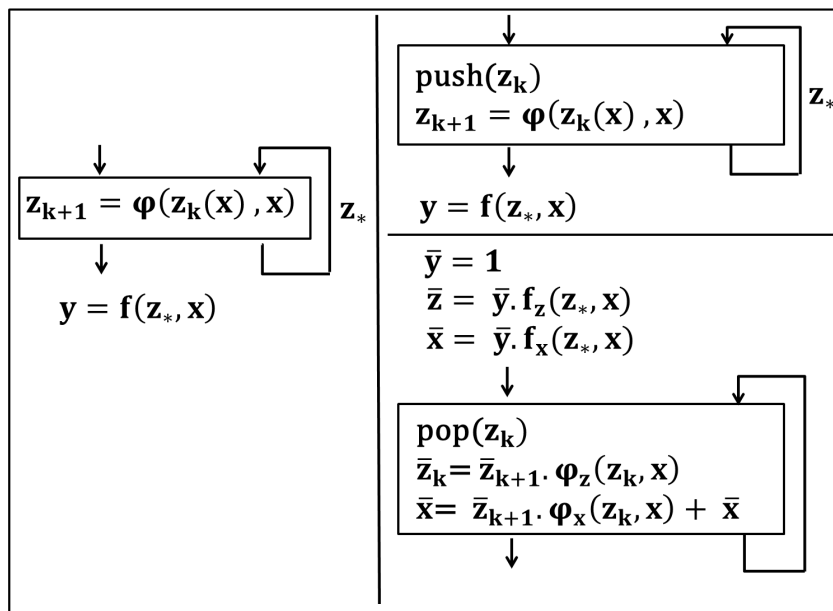 z_{k+1} = φ(z_k(x) , x)
z_*
y = f(z_*, x)
push(z_k)
z_{k+1} = φ(z_k(x) , x)
z_*
y = f(z_*, x)
ȳ = 1
z̄ = ȳ. f_z(z_*, x)
x̄ = ȳ. f_x(z_*, x)
pop(z_k)
z̄_k = z̄_{k+1}. φ_z(z_k, x)
x̄ = z̄_{k+1}. φ_x(z_k, x) + x̄